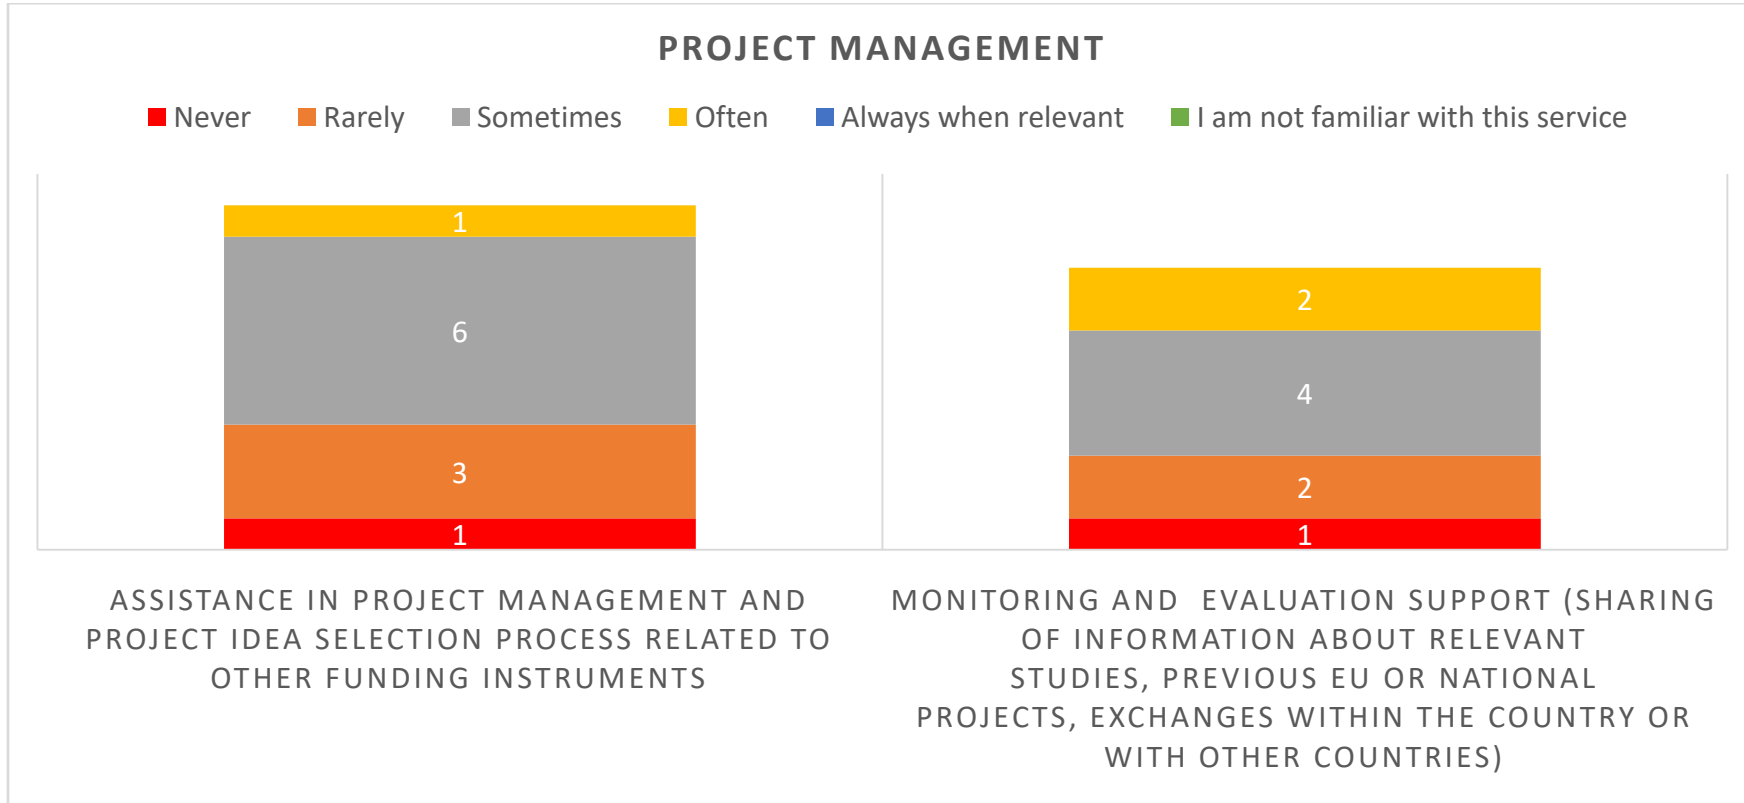 PROJECT MANAGEMENT
Never Rarely Sometimes Often Always when relevant I am not familiar with this service
1
6
3
1
2
4
2
1
ASSISTANCE IN PROJECT MANAGEMENT AND
PROJECT IDEA SELECTION PROCESS RELATED TO
OTHER FUNDING INSTRUMENTS
MONITORING AND EVALUATION SUPPORT (SHARING
OF INFORMATION ABOUT RELEVANT
STUDIES, PREVIOUS EU OR NATIONAL
PROJECTS, EXCHANGES WITHIN THE COUNTRY OR
WITH OTHER COUNTRIES)